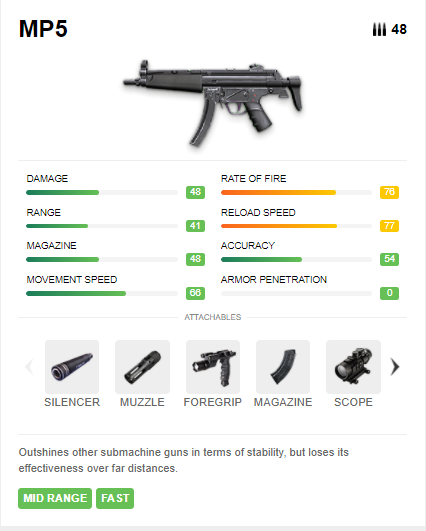 MP5
48
DAMAGE
48
RATE OF FIRE
76
RANGE
41
RELOAD SPEED
77
MAGAZINE
48
ACCURACY
54
MOVEMENT SPEED
66
ARMOR PENETRATION
0
ATTACHABLES
SILENCER MUZZLE FOREGRIP MAGAZINE SCOPE
Outshines other submachine guns in terms of stability, but loses its
effectiveness over far distances.
MID RANGE FAST